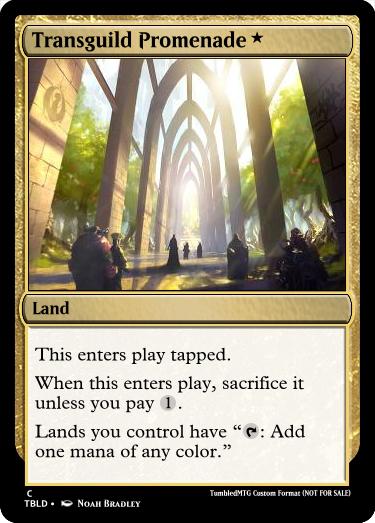 Transguild Promenade ★
Land
This enters play tapped.
When this enters play, sacrifice it
unless you pay 1.
Lands you control have “T: Add
one mana of any color.”
C
TBLD • Noah Bradley
TumbledMTG Custom Format (NOT FOR SALE)